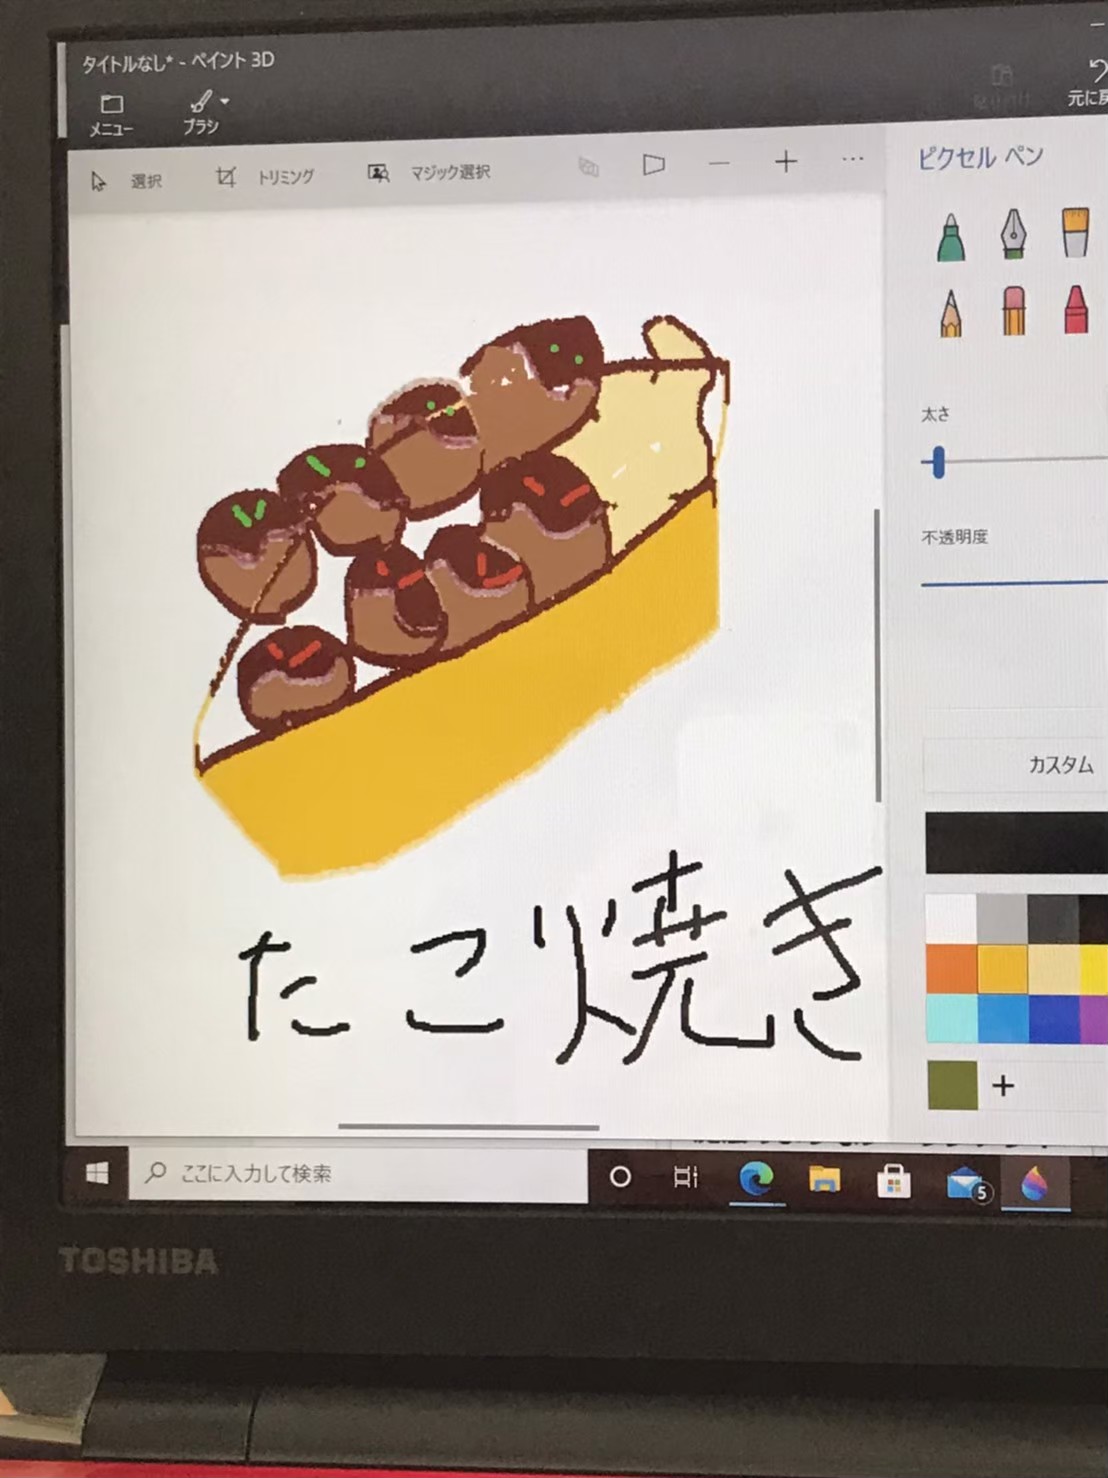 タイトルなし* - ペイント 3D
メニュー
ブラシ
元に戻
選択
トリミング
マジック選択
ピクセル ペン
太さ
不透明度
カスタム
たこ焼き
ここに入力して検索
5
TOSHIBA